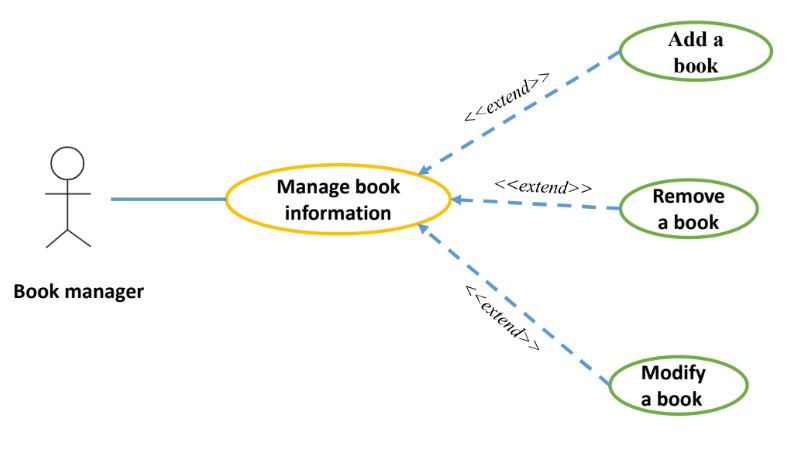 Add a
book
<<extend>>
Manage book
information
<<extend>>
Remove
a book
Book manager
<<extend>>
Modify
a book